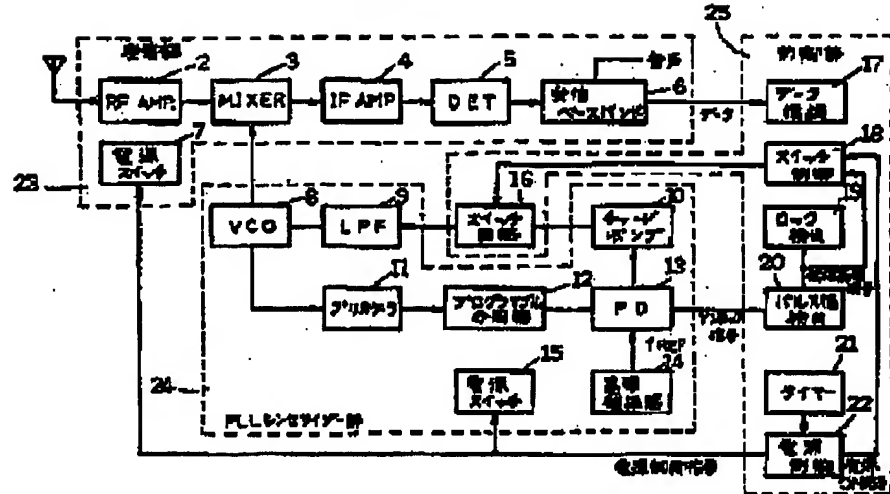 25
受信部
制御部
2
3
4
5
音声
6
17
RF AMP.
MIXER
IF AMP
DET
受信
ベースバンド
データ
データ
7
18
電源
スイッチ
スイッチ
制御
23
8
9
16
10
19
VCO
LPF
スイッチ
回路
チャージ
ポンプ
ロック
検出
11
12
13
20
プリスケーラ
プログラマブル
分周器
PD
パルス幅
15
fREF
14
21
24
電源
スイッチ
基準
発振器
タイマー
22
PLLシンセサイザー部
電源制御信号
電源
制御
電源